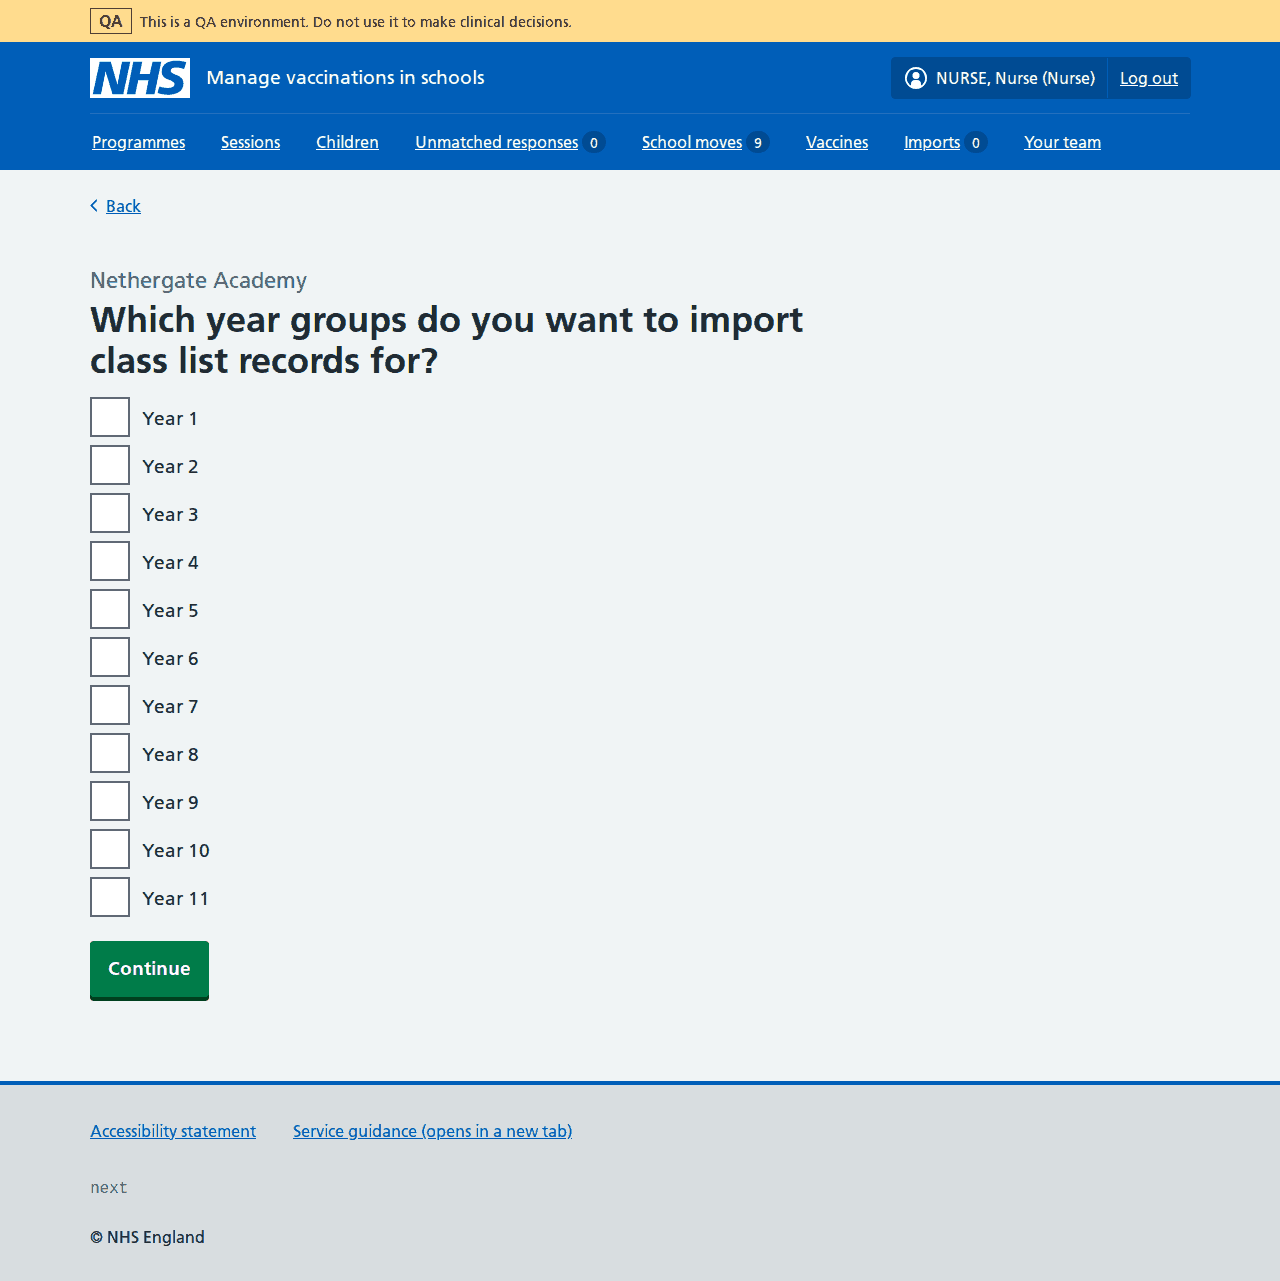 QA This is a QA environment. Do not use it to make clinical decisions.
NHS Manage vaccinations in schools NURSE, Nurse (Nurse) Log out
Programmes Sessions Children Unmatched responses 0 School moves 9 Vaccines Imports 0 Your team
Back
Nethergate Academy
Which year groups do you want to import
class list records for?
Year 1
Year 2
Year 3
Year 4
Year 5
Year 6
Year 7
Year 8
Year 9
Year 10
Year 11
Continue
Accessibility statement Service guidance (opens in a new tab)
next
© NHS England